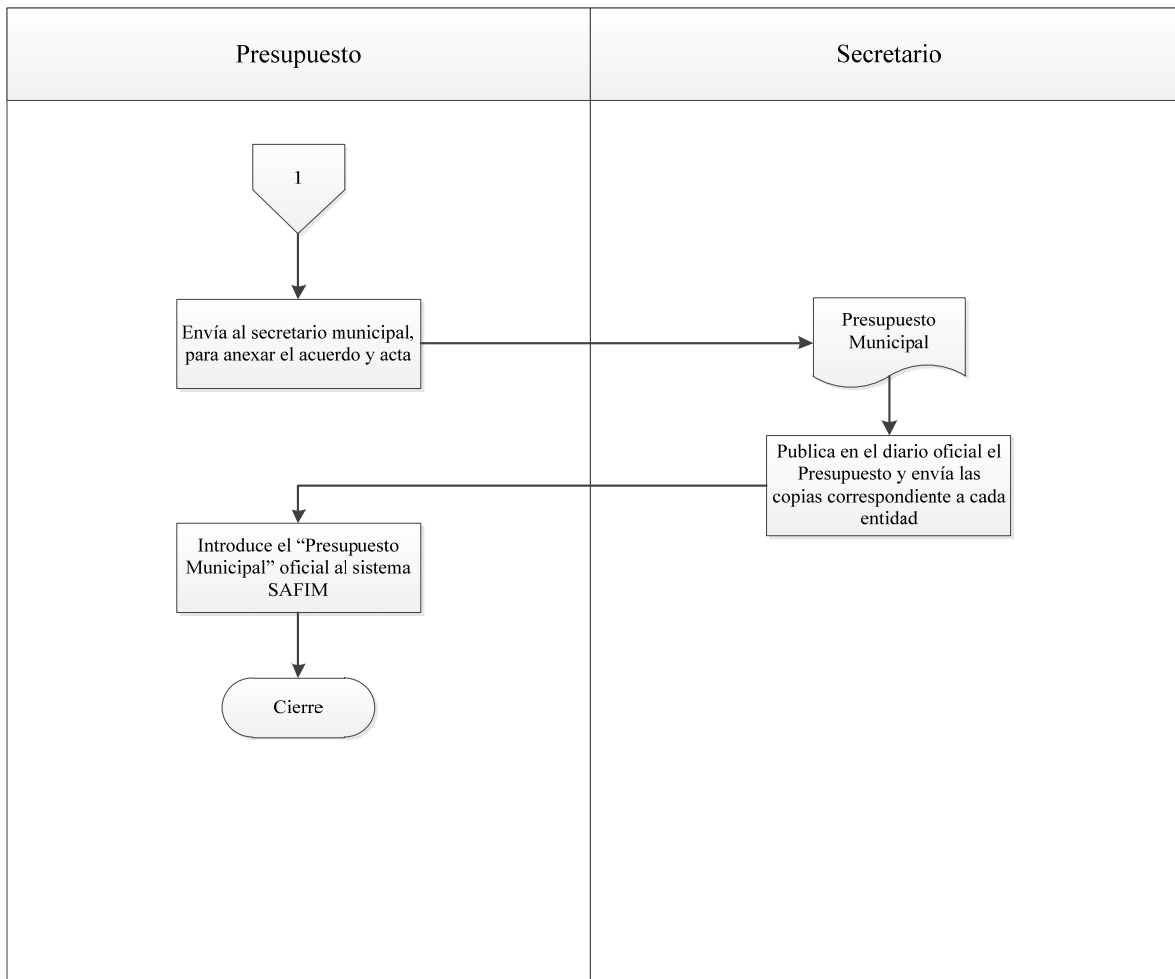 Presupuesto
Secretario
1
Envía al secretario municipal,
para anexar el acuerdo y acta
Presupuesto
Municipal
Publica en el diario oficial el
Presupuesto y envía las
copias correspondiente a cada
entidad
Introduce el “Presupuesto
Municipal” oficial al sistema
SAFIM
Cierre